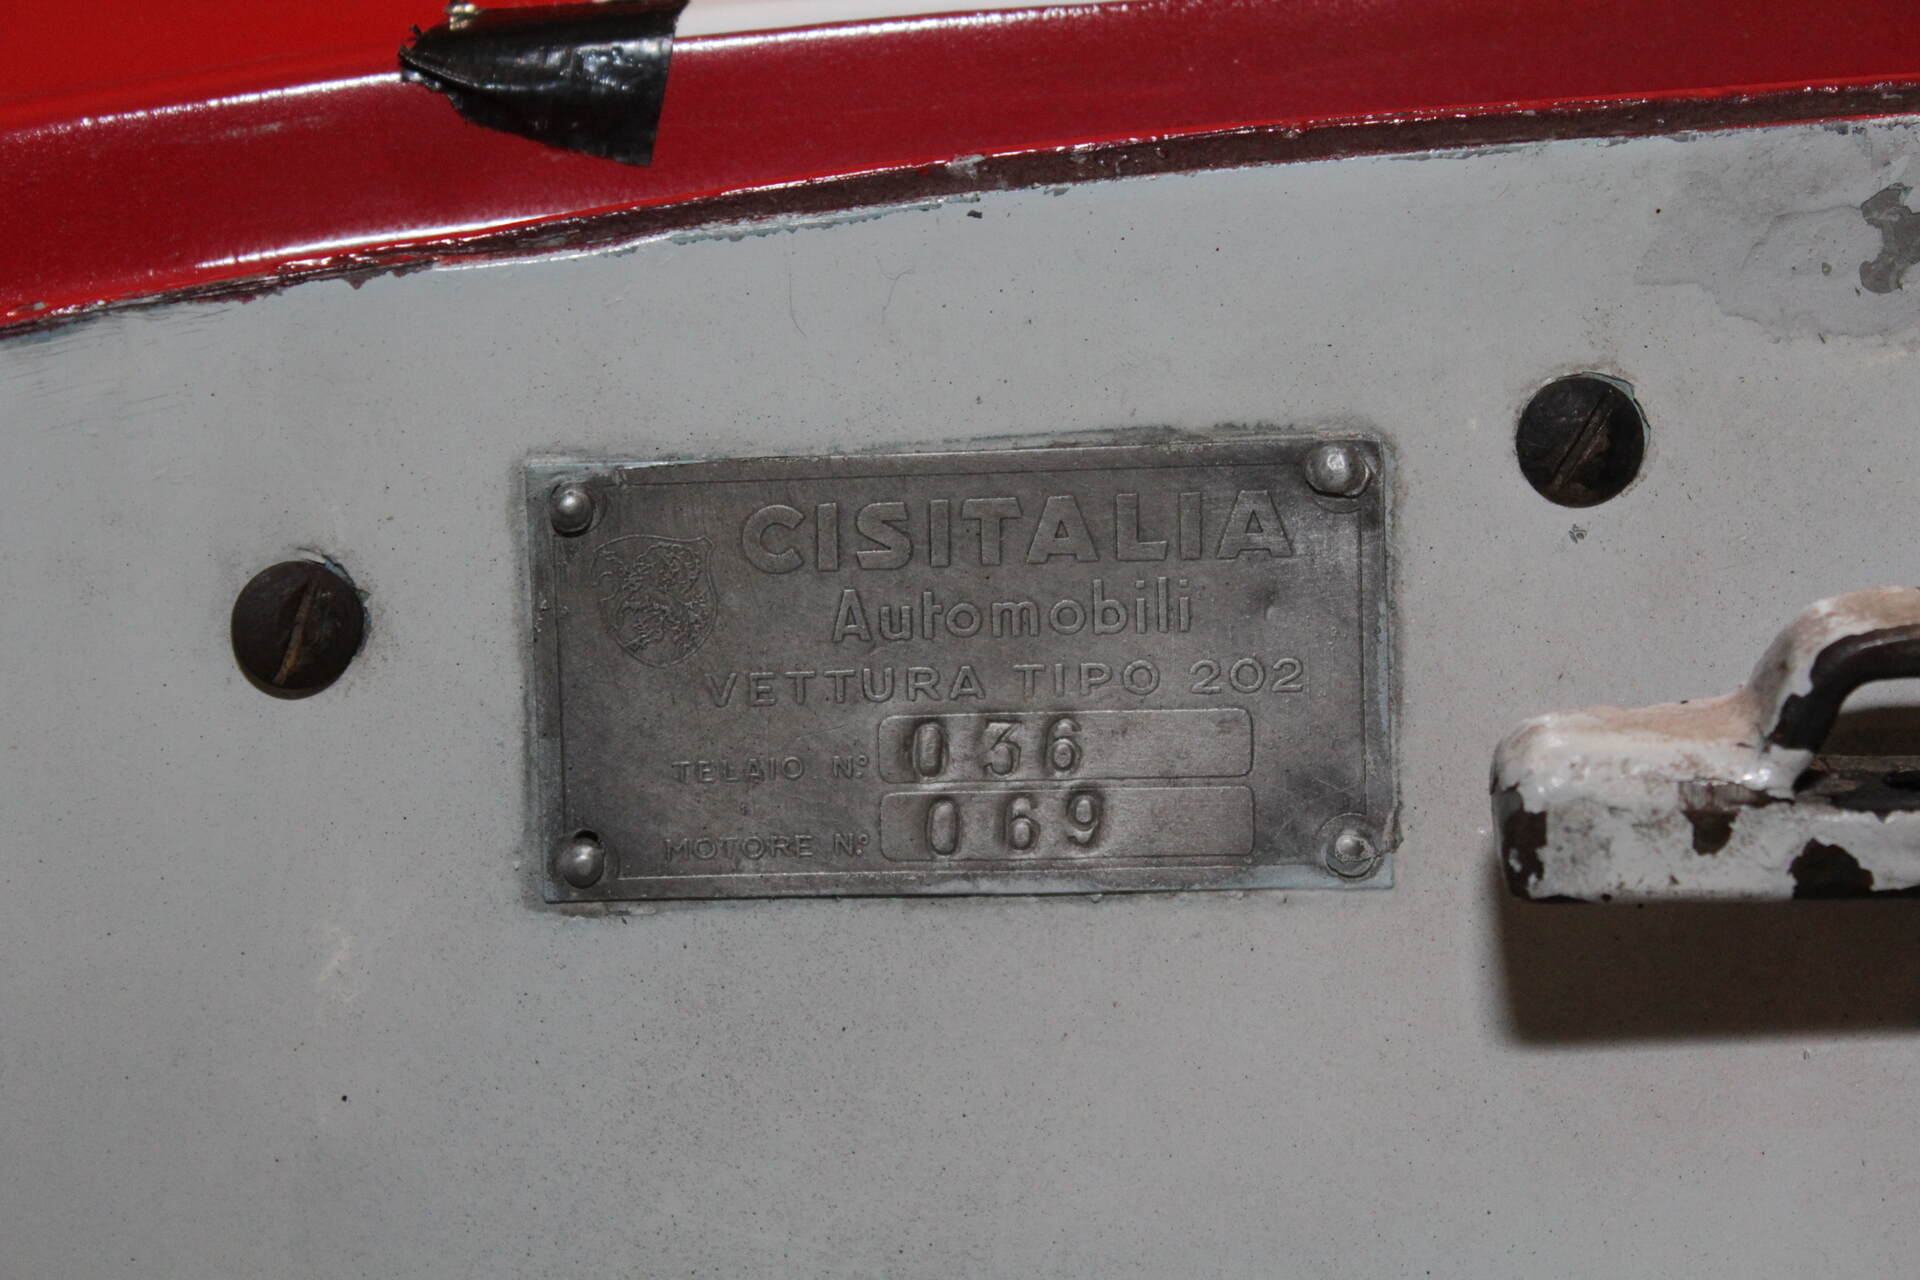 CISITALIA
Automobili
VETTURA TIPO 202
TELAIO N.º 036
MOTORE N.º 069